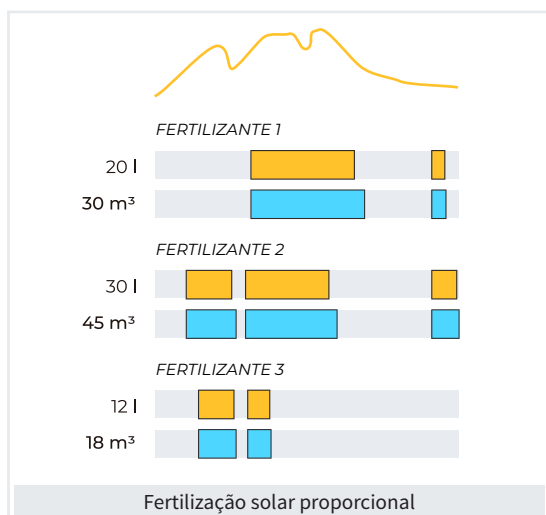 FERTILIZANTE 1
20 l
30 m³
FERTILIZANTE 2
30 l
45 m³
FERTILIZANTE 3
12 l
18 m³
Fertilização solar proporcional